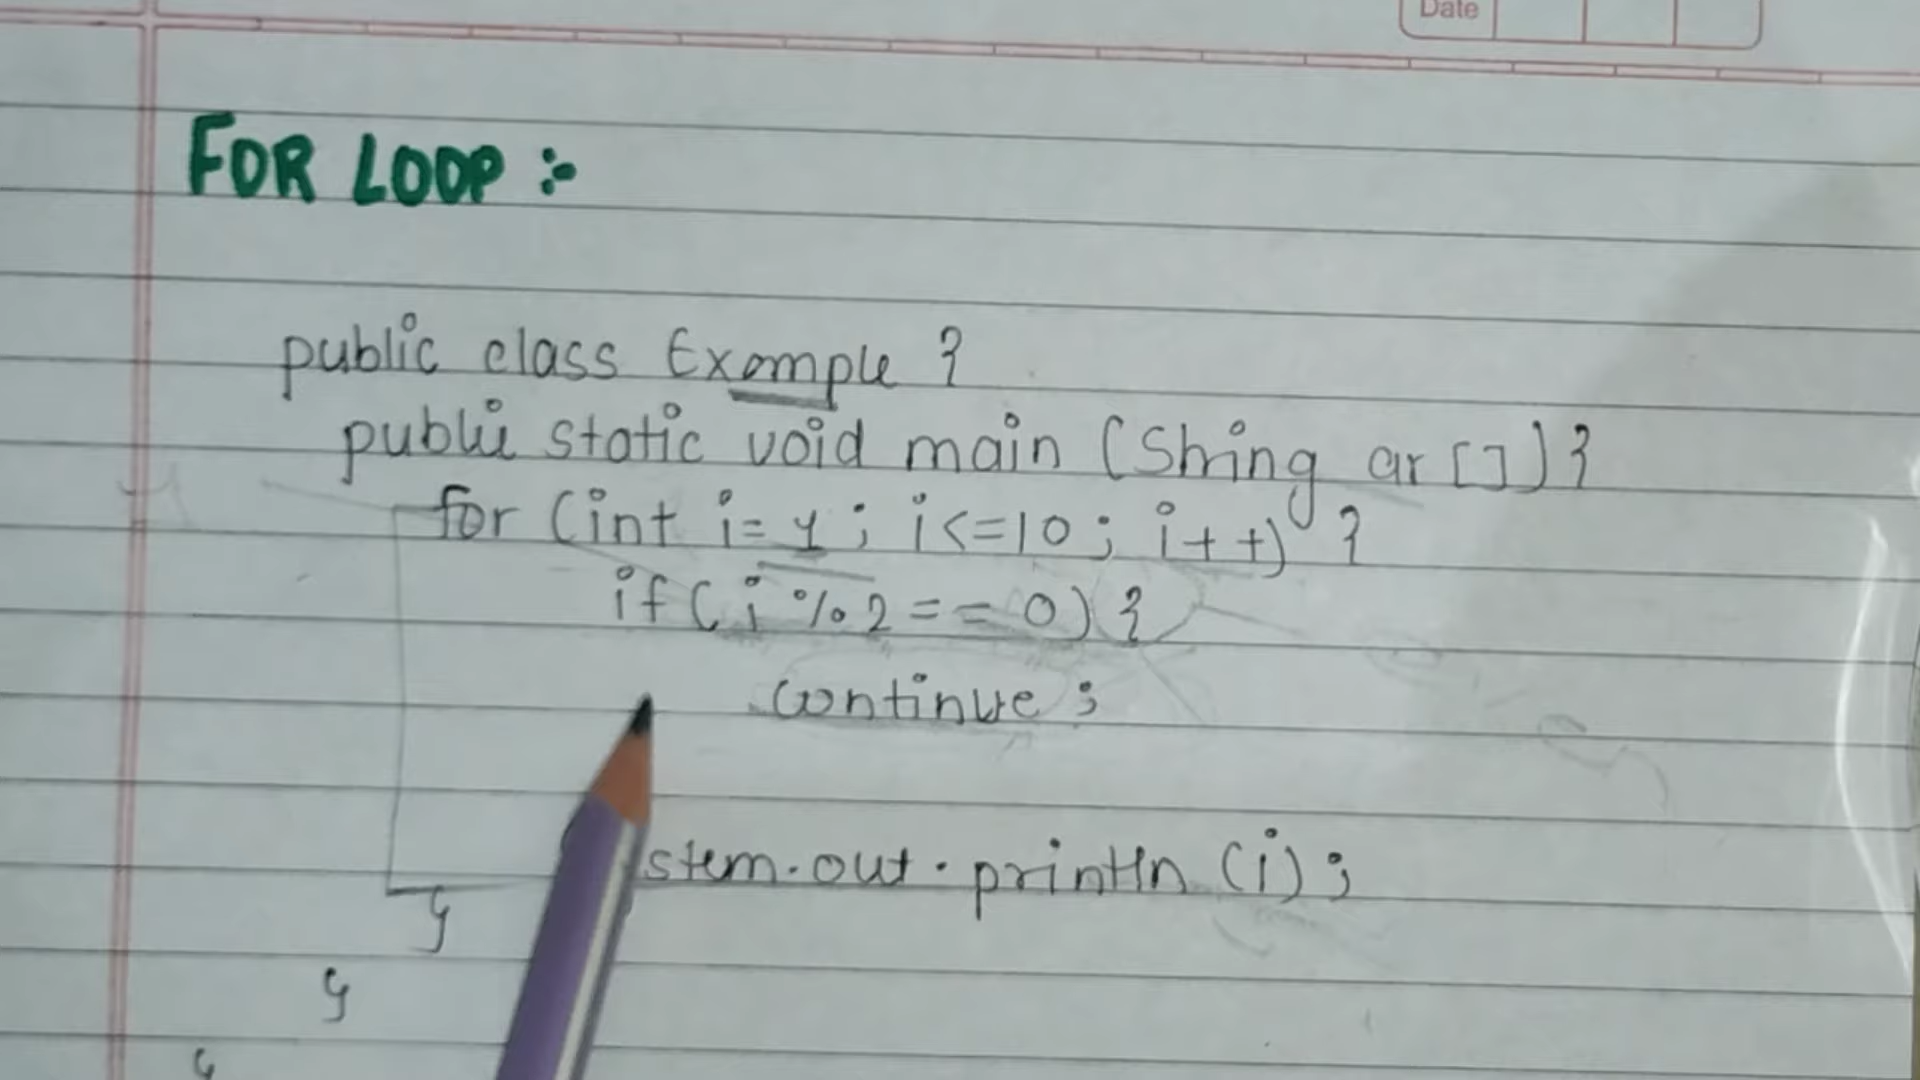 Date
FOR LOOP :-
public class Example {
public static void main (String ar []) {
for (int i = 1 ; i <= 10 ; i++) {
if ( i % 2 == 0) {
continue ;
stem.out.println (i) ;
}
}
}